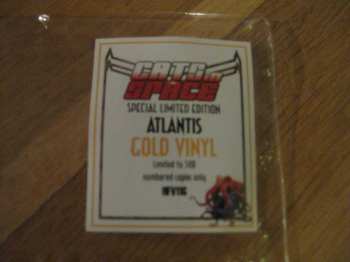 CATS in
SPACE
SPECIAL LIMITED EDITION
ATLANTIS
GOLD VINYL
Limited to 500
numbered copies only